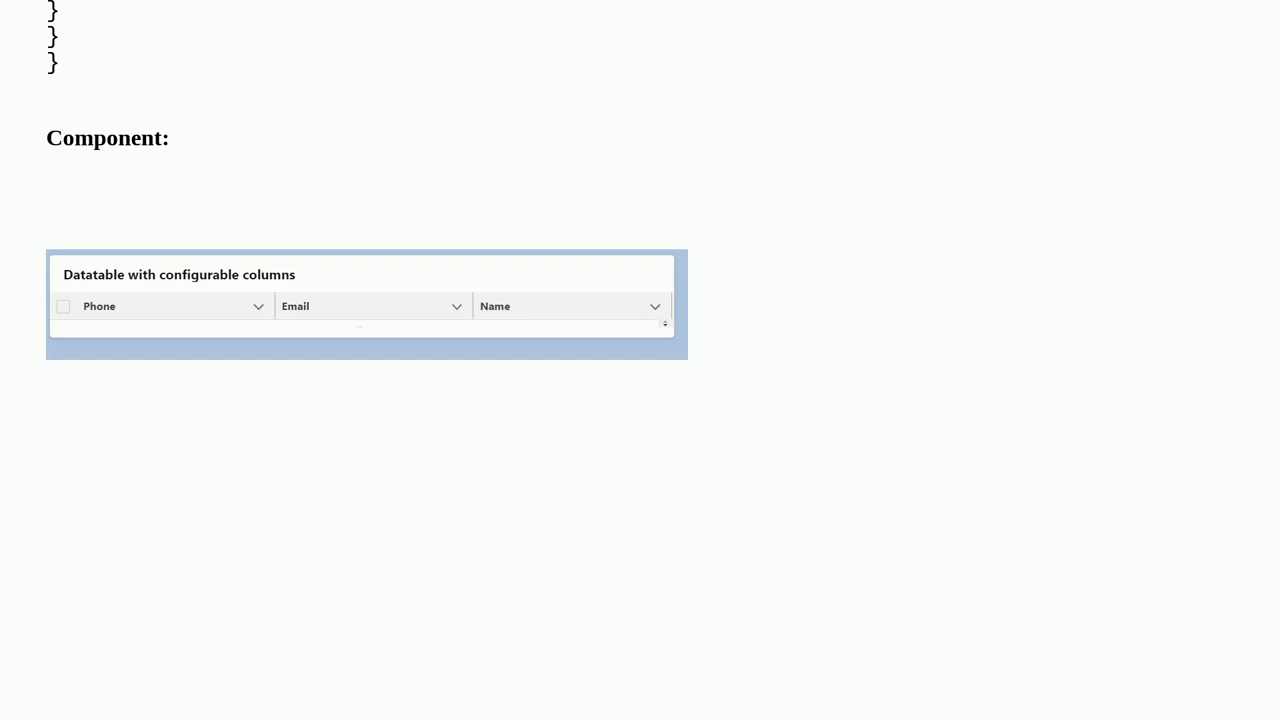 }
}
}
Component:
Datatable with configurable columns
Phone Email Name